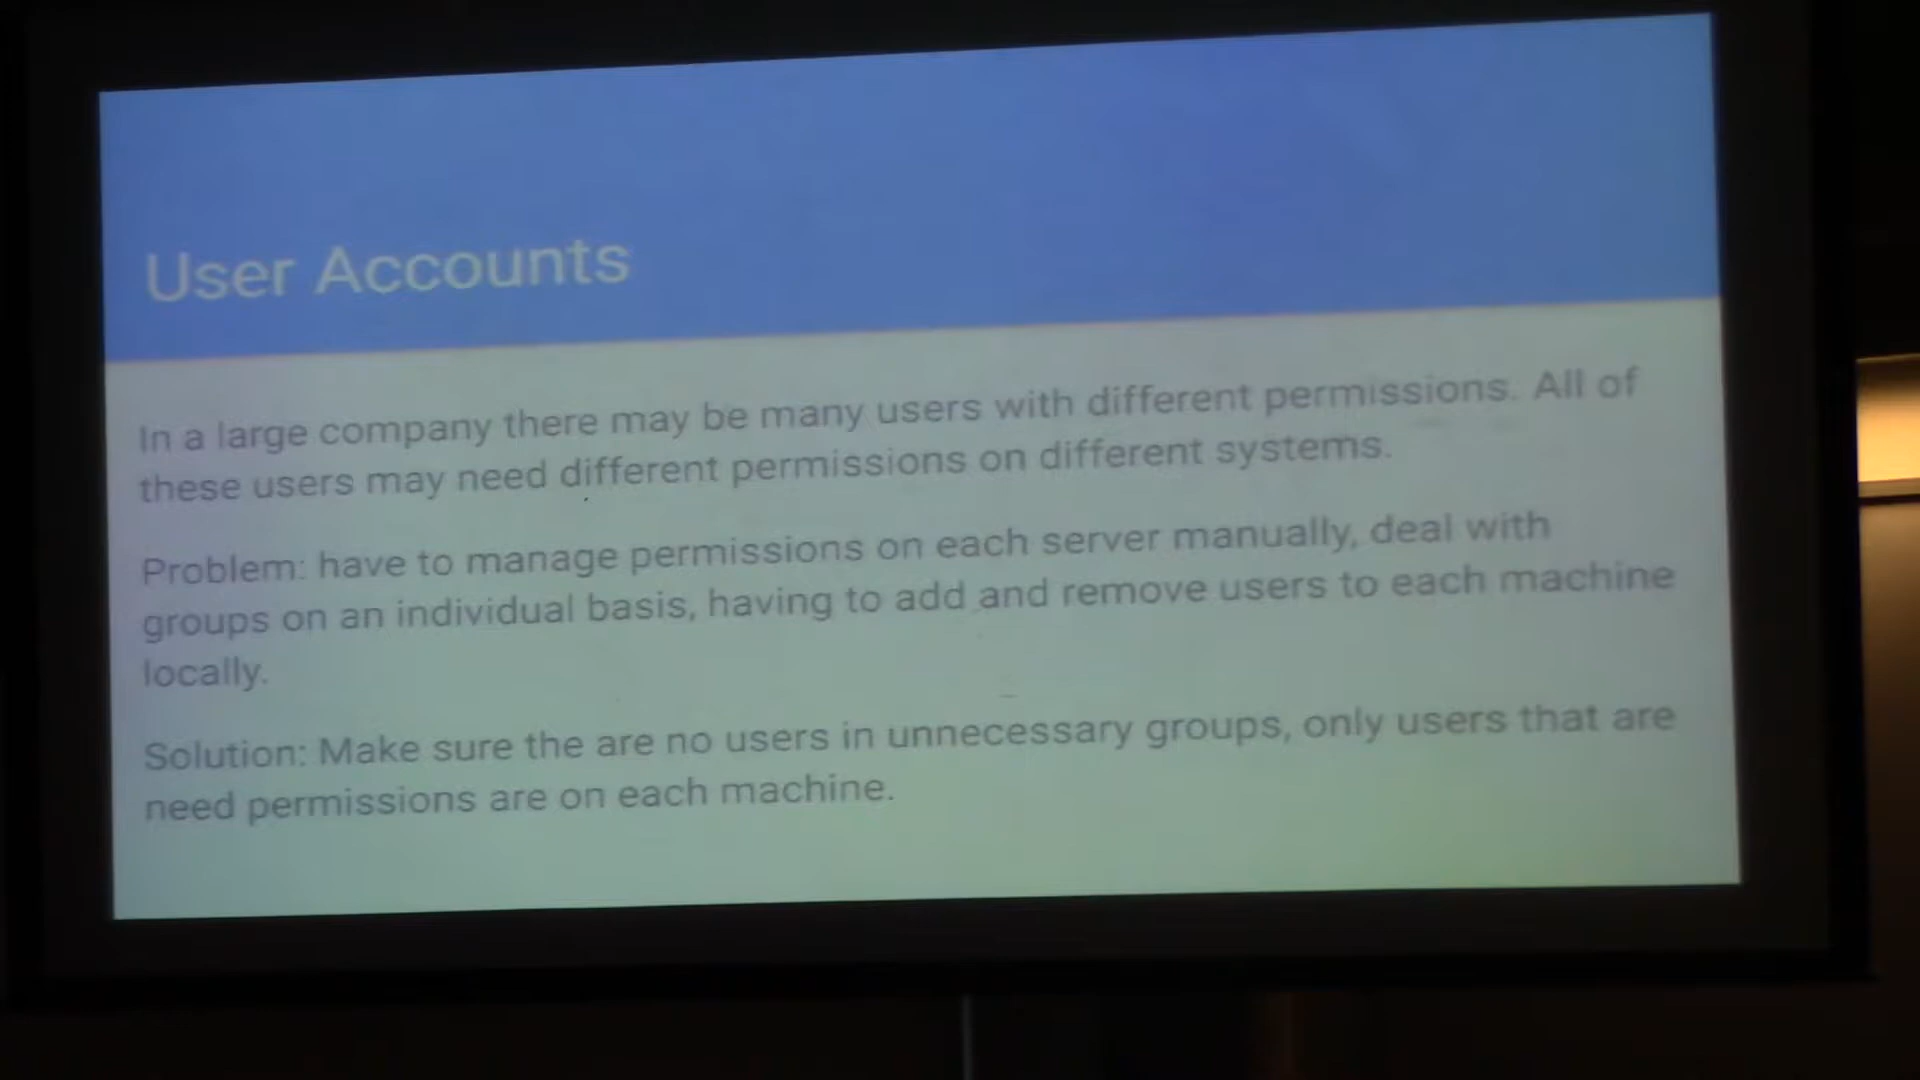 User Accounts
In a large company there may be many users with different permissions. All of
these users may need different permissions on different systems.
Problem: have to manage permissions on each server manually, deal with
groups on an individual basis, having to add and remove users to each machine
locally.
Solution: Make sure the are no users in unnecessary groups, only users that are
need permissions are on each machine.